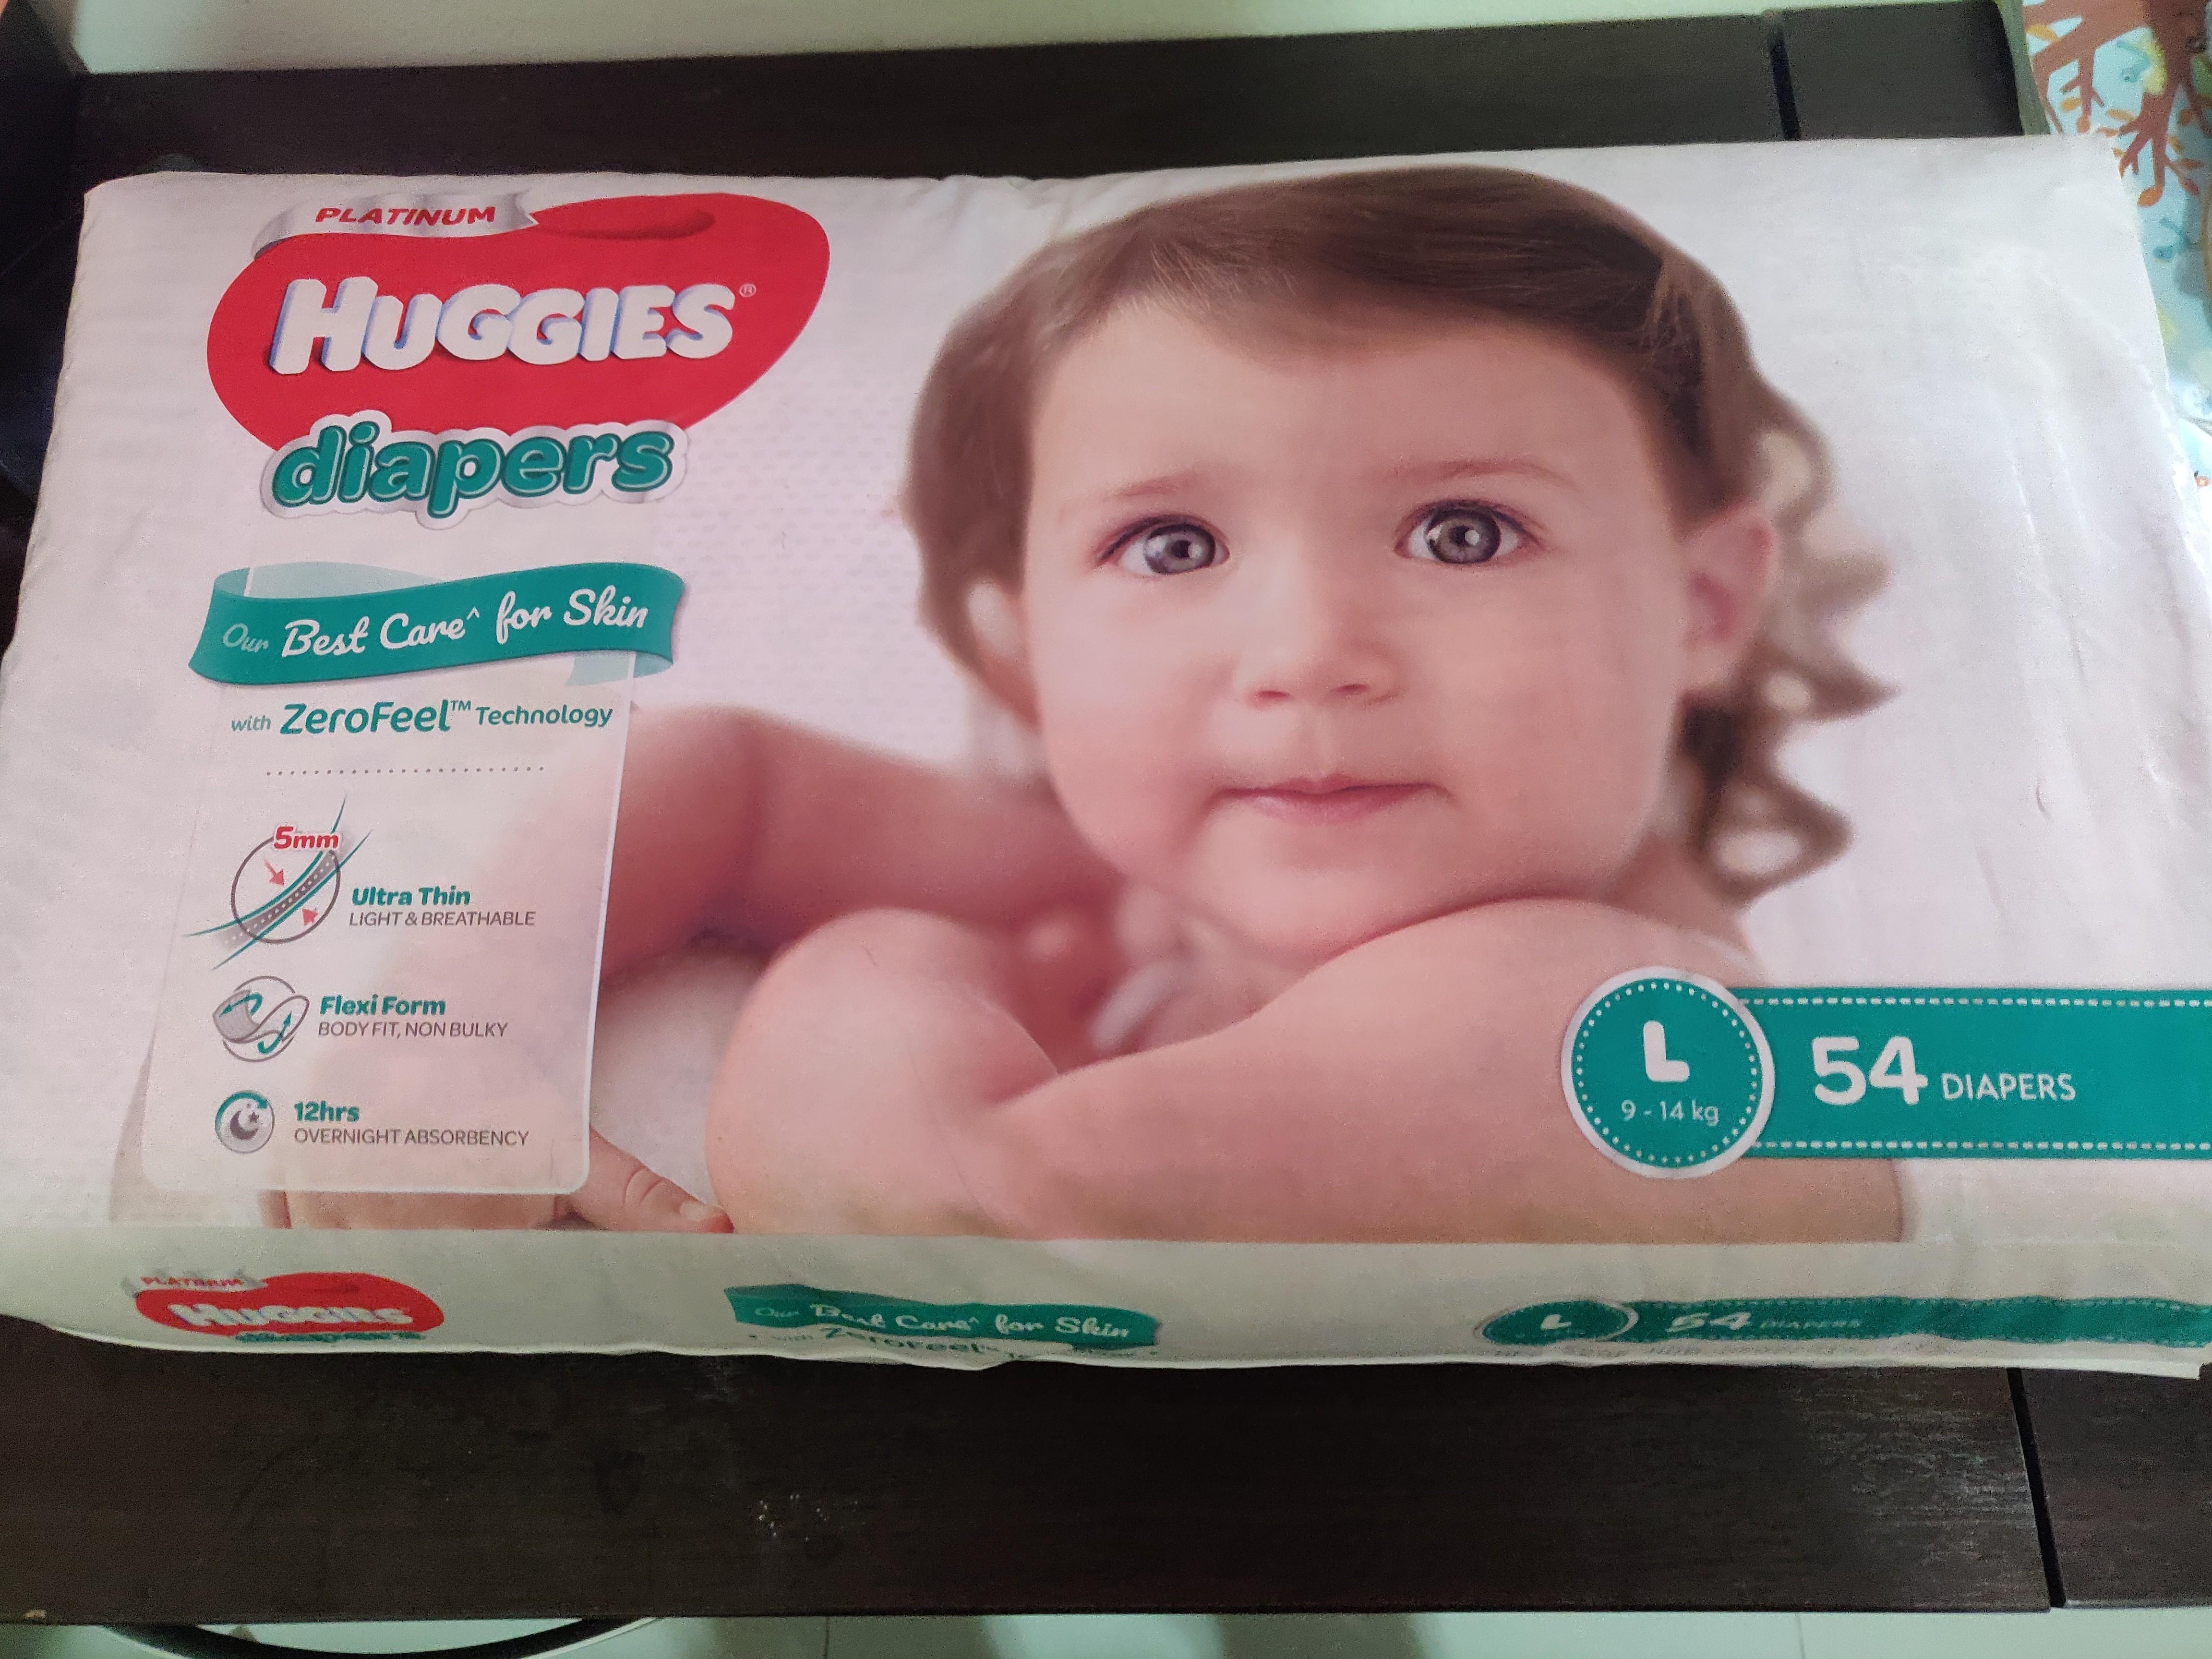 PLATINUM
HUGGIES®
diapers
Our Best Care^ for Skin
with ZeroFeel™ Technology
5mm
Ultra Thin
LIGHT & BREATHABLE
Flexi Form
BODY FIT, NON BULKY
12hrs
OVERNIGHT ABSORBENCY
L
9 - 14 kg
54 DIAPERS
PLATINUM
HUGGIES
diapers
Our Best Care^ for Skin
with ZeroFeel™
L
54 DIAPERS